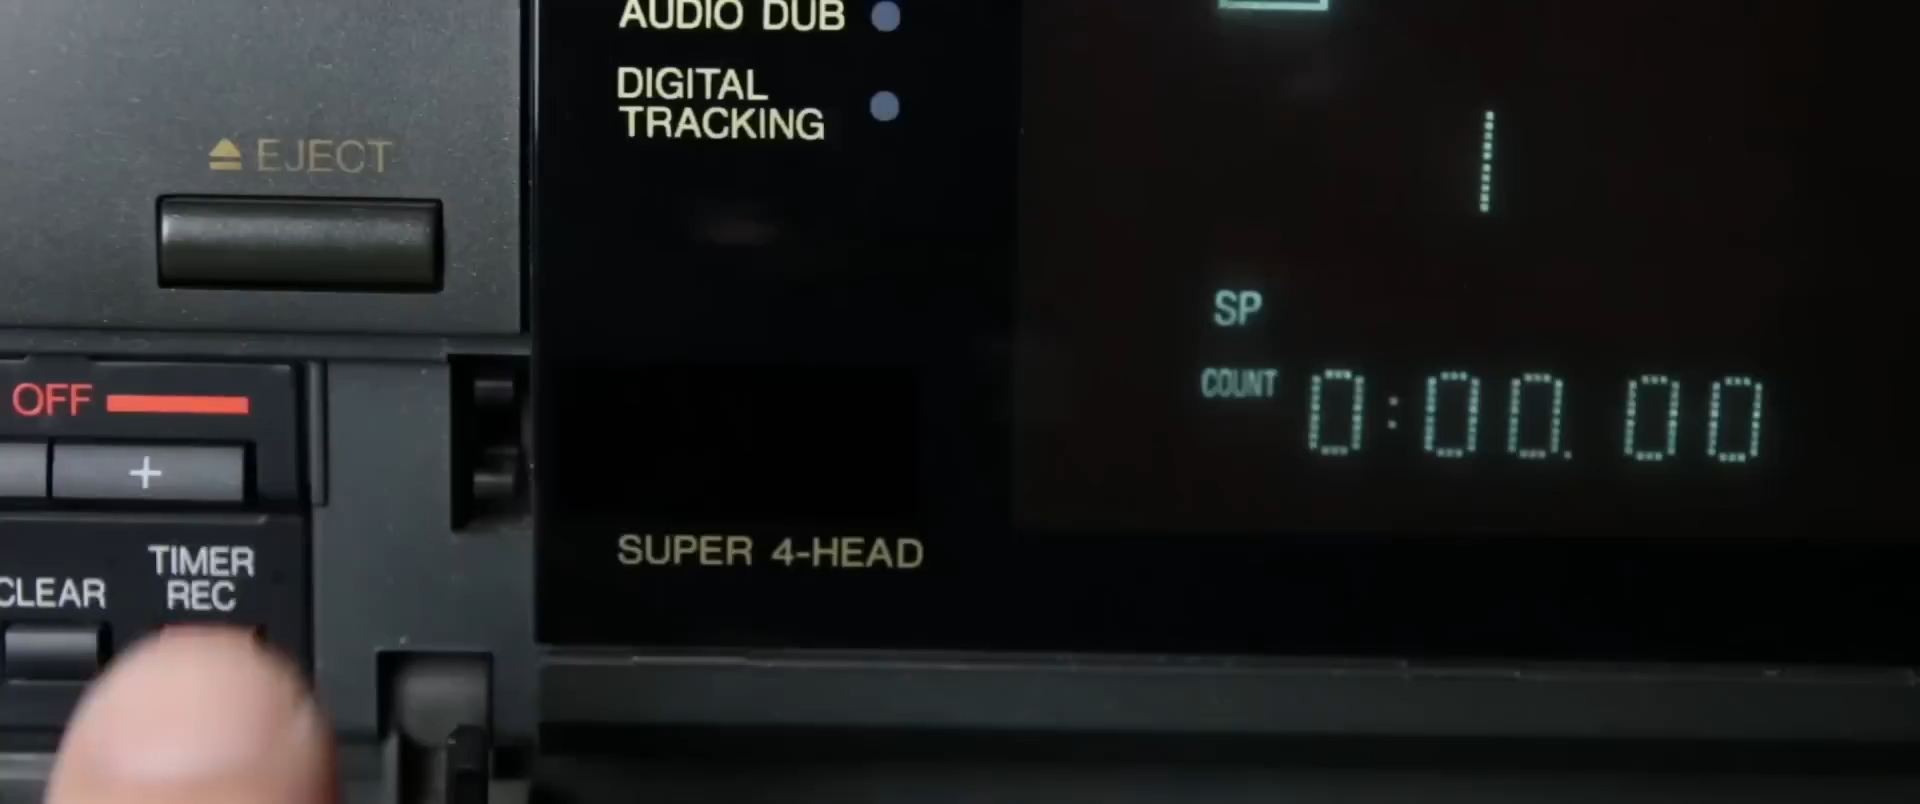 AUDIO DUB
DIGITAL
TRACKING
EJECT
SP
OFF
COUNT 0:00.00
+
SUPER 4-HEAD
TIMER
REC
CLEAR